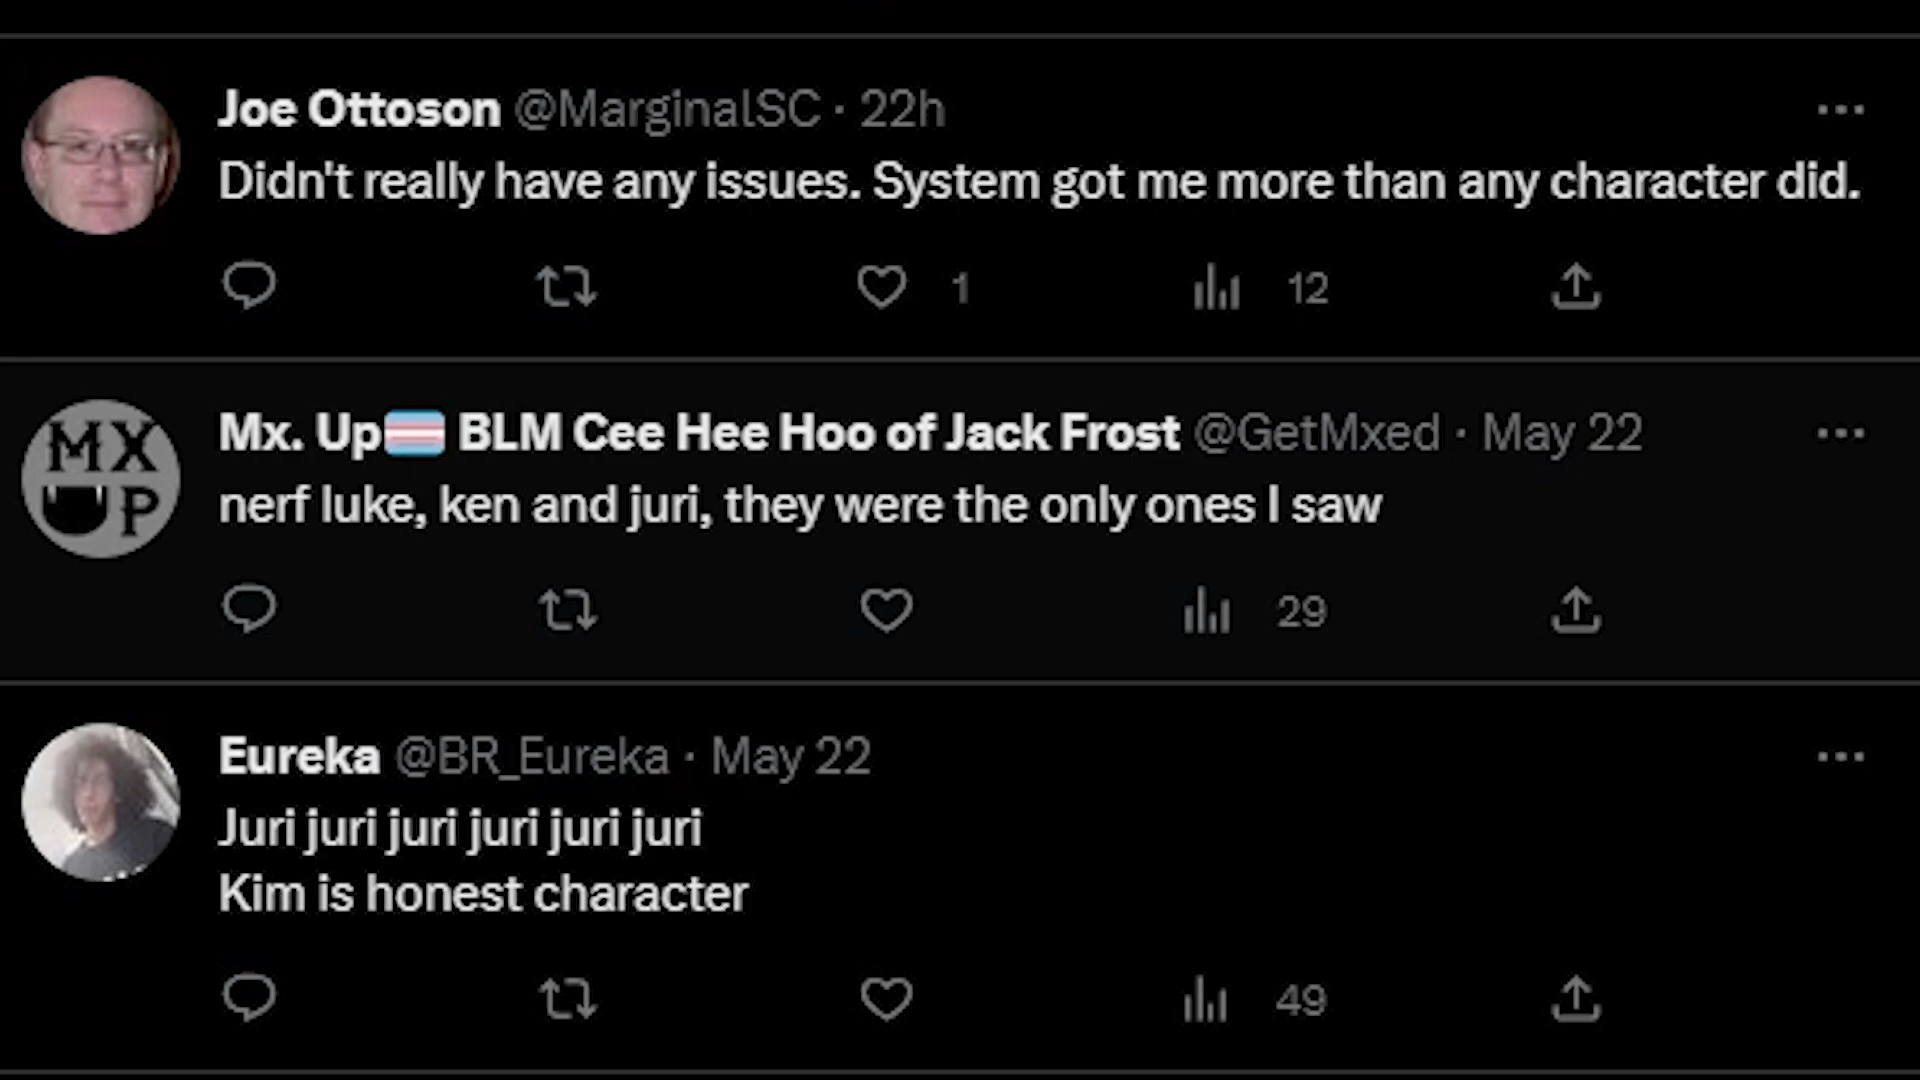 Joe Ottoson @MarginalSC · 22h
Didn't really have any issues. System got me more than any character did.
1 12
MX
UP
Mx. Up BLM Cee Hee Hoo of Jack Frost @GetMxed · May 22
nerf luke, ken and juri, they were the only ones I saw
29
Eureka @BR_Eureka · May 22
Juri juri juri juri juri juri
Kim is honest character
49